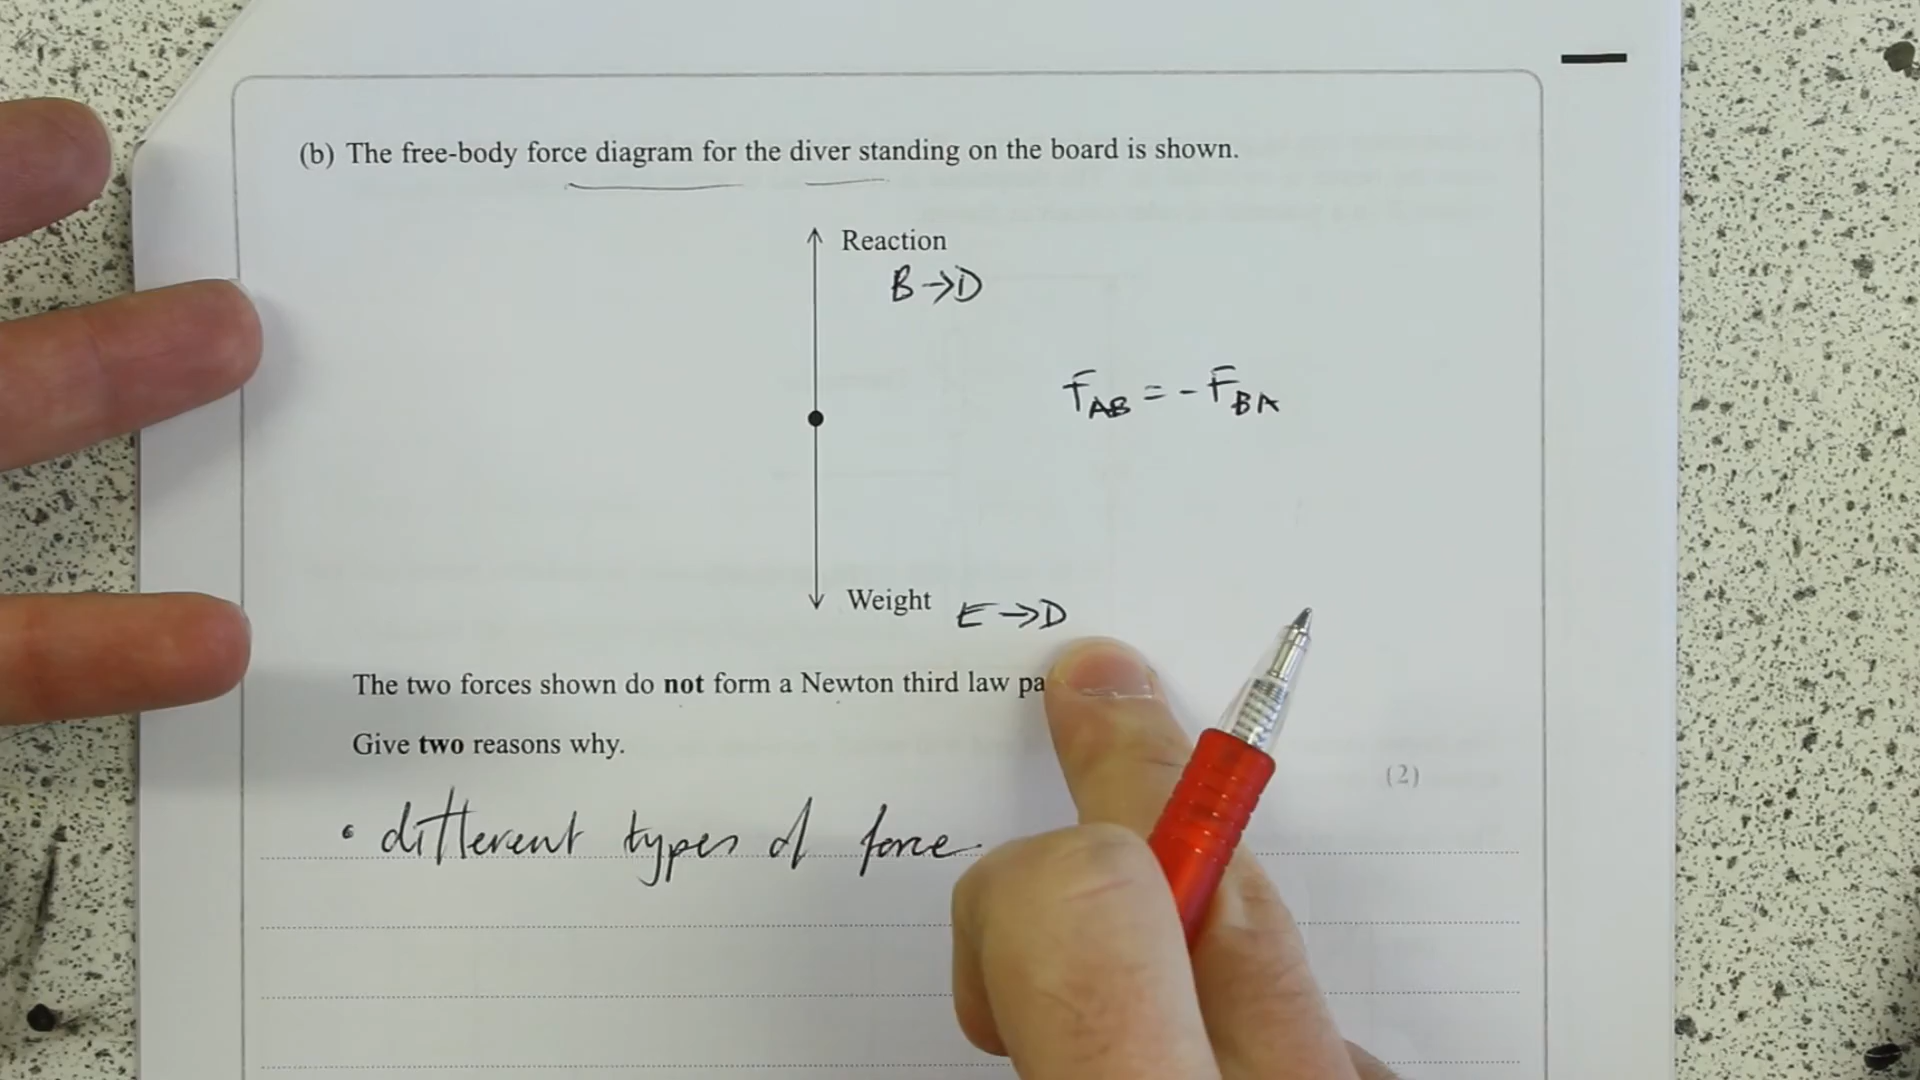 (b) The free-body force diagram for the diver standing on the board is shown.
Reaction
B→D
F_AB = -F_BA
Weight E→D
The two forces shown do not form a Newton third law pa
Give two reasons why.
(2)
• different types of force